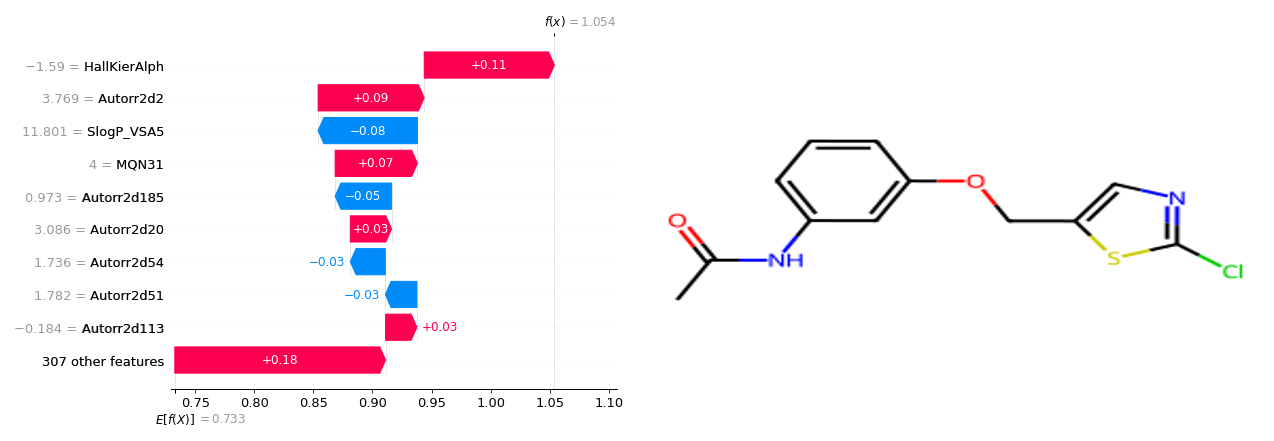 f(x) = 1.054
−1.59 = HallKierAlph
+0.11
3.769 = Autorr2d2
+0.09
11.801 = SlogP_VSA5
−0.08
4 = MQN31
+0.07
0.973 = Autorr2d185
−0.05
3.086 = Autorr2d20
+0.03
1.736 = Autorr2d54
−0.03
1.782 = Autorr2d51
−0.03
−0.184 = Autorr2d113
+0.03
307 other features
+0.18
0.75 0.80 0.85 0.90 0.95 1.00 1.05 1.10
E[f(X)] = 0.733
O
NH
O
N
S
Cl